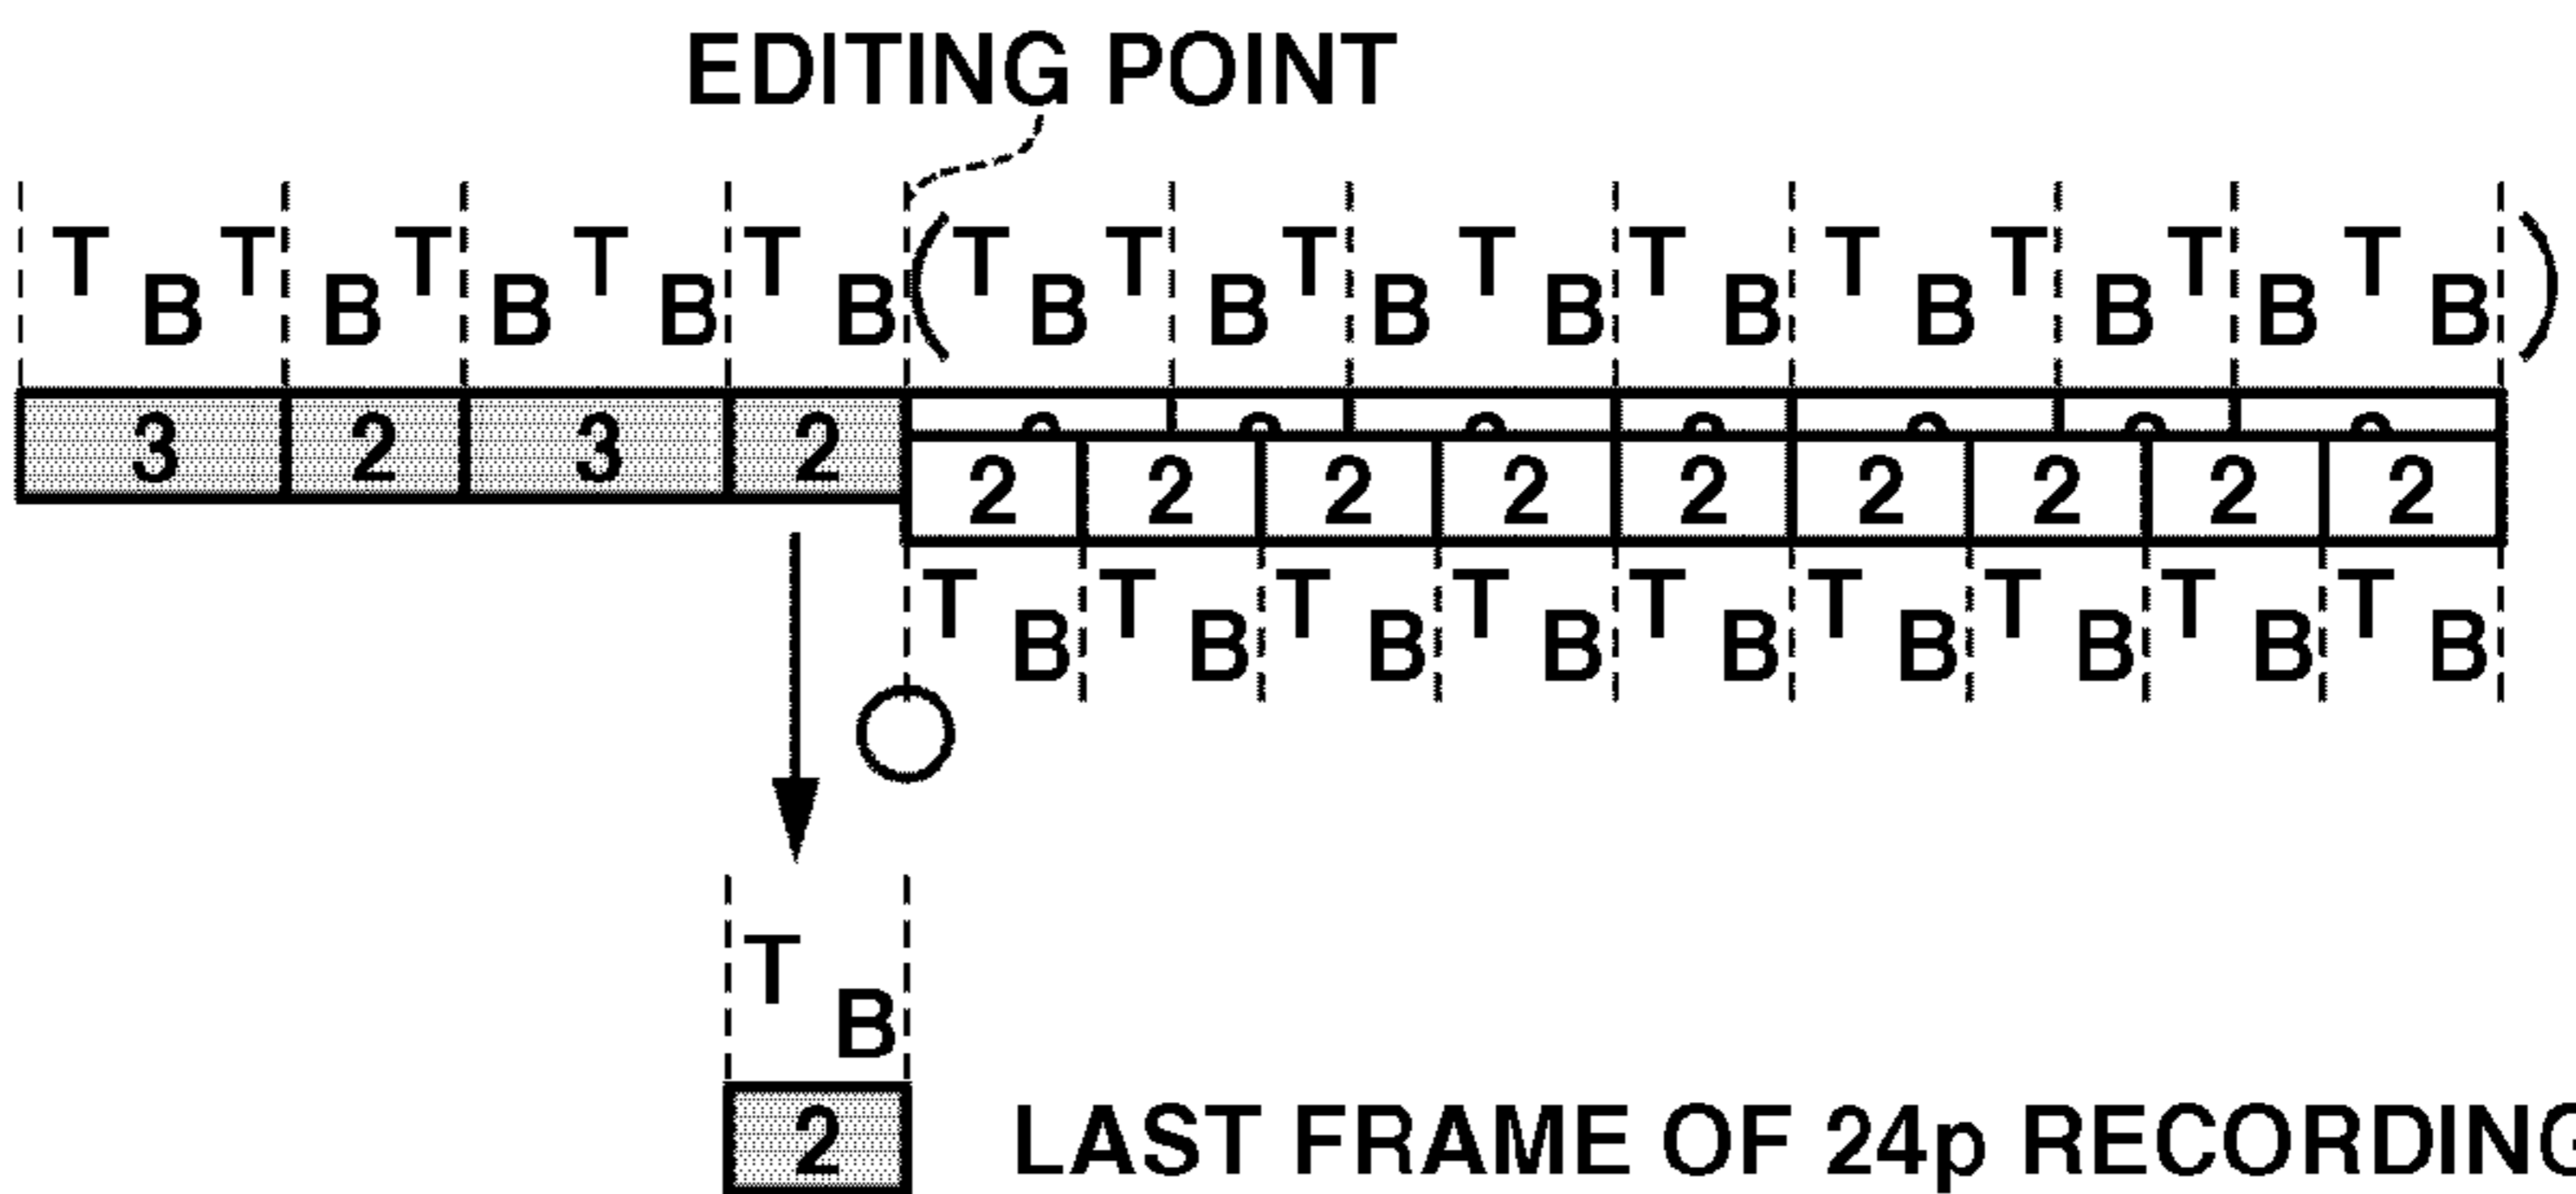 EDITING POINT
T B T B T B T B T B ( T B T B T B T B T B T B T B T B T B )
3 2 3 2
2 2 2 2 2 2 2 2 2
T B T B T B T B T B T B T B T B T B
T B
2 LAST FRAME OF 24p RECORDING